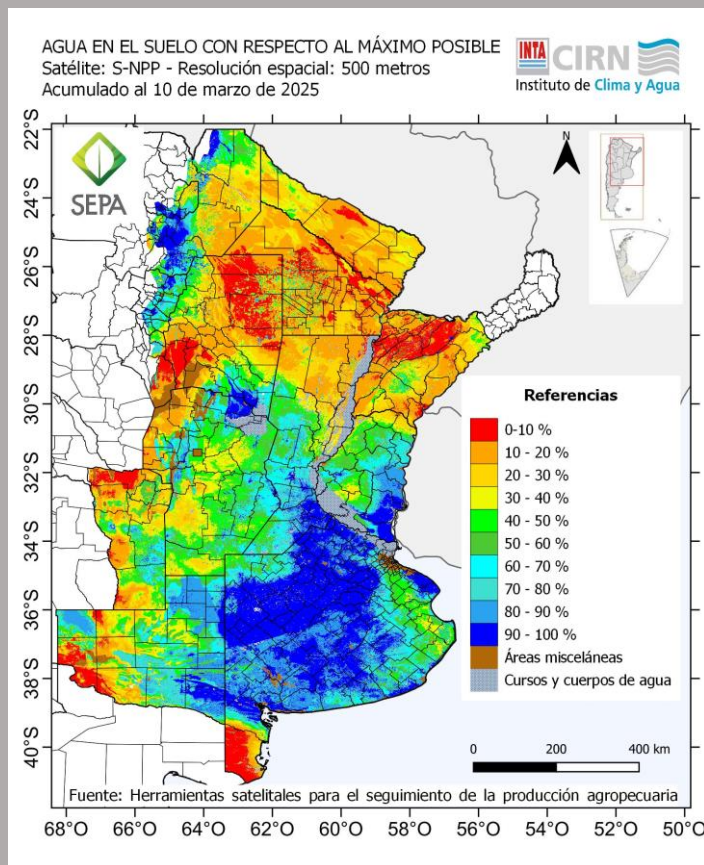 AGUA EN EL SUELO CON RESPECTO AL MÁXIMO POSIBLE
Satélite: S-NPP - Resolución espacial: 500 metros
Acumulado al 10 de marzo de 2025
INTA
CIRN
Instituto de Clima y Agua
SEPA
N
22°S
24°S
26°S
28°S
30°S
32°S
34°S
36°S
38°S
40°S
Referencias
0-10 %
10 - 20 %
20 - 30 %
30 - 40 %
40 - 50 %
50 - 60 %
60 - 70 %
70 - 80 %
80 - 90 %
90 - 100 %
Áreas misceláneas
Cursos y cuerpos de agua
0 200 400 km
Fuente: Herramientas satelitales para el seguimiento de la producción agropecuaria
68°O 66°O 64°O 62°O 60°O 58°O 56°O 54°O 52°O 50°O